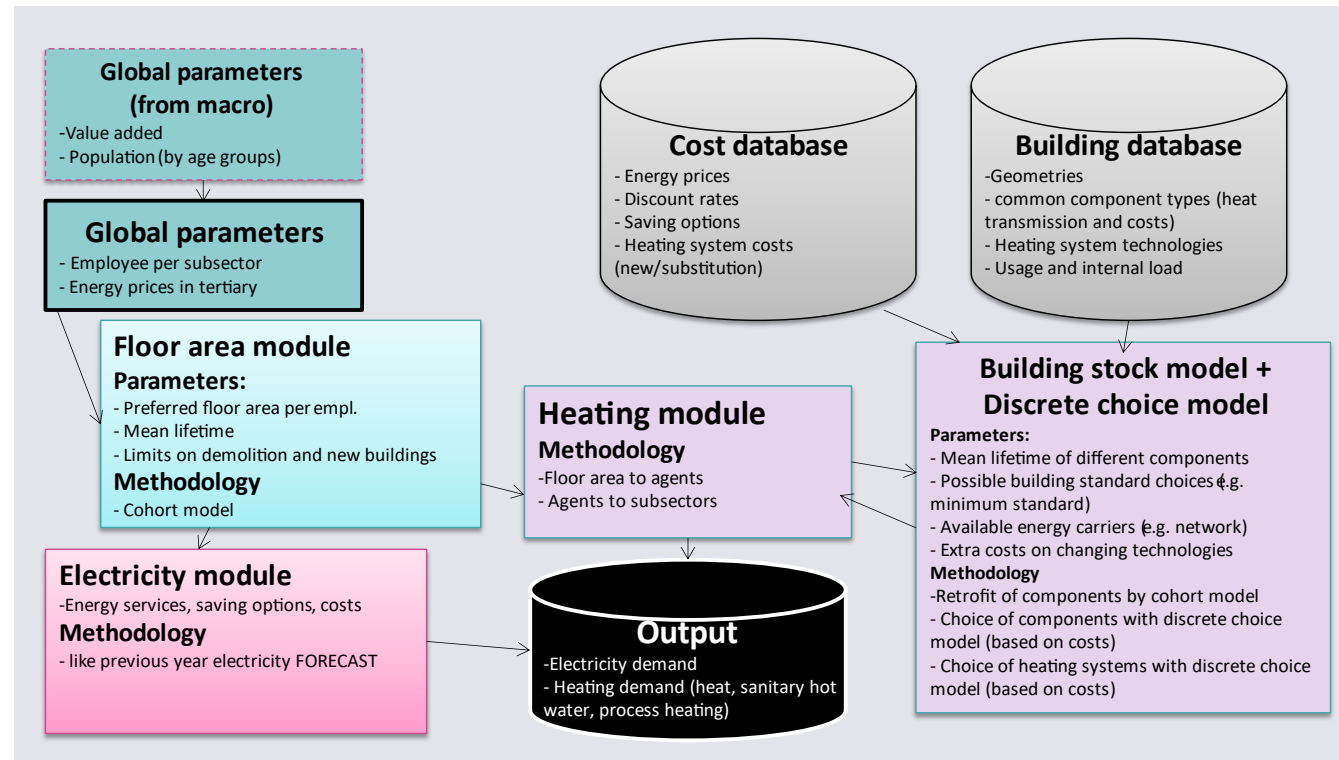 Global parameters
(from macro)
-Value added
- Population (by age groups)
Global parameters
- Employee per subsector
- Energy prices in tertiary
Cost database
- Energy prices
- Discount rates
- Saving options
- Heating system costs
(new/substitution)
Building database
-Geometries
- common component types (heat
transmission and costs)
- Heating system technologies
- Usage and internal load
Floor area module
Parameters:
- Preferred floor area per empl.
- Mean lifetime
- Limits on demolition and new buildings
Methodology
- Cohort model
Heating module
Methodology
-Floor area to agents
- Agents to subsectors
Building stock model +
Discrete choice model
Parameters:
- Mean lifetime of different components
- Possible building standard choices (e.g.
minimum standard)
- Available energy carriers (e.g. network)
- Extra costs on changing technologies
Methodology
-Retrofit of components by cohort model
- Choice of components with discrete choice
model (based on costs)
- Choice of heating systems with discrete choice
model (based on costs)
Electricity module
-Energy services, saving options, costs
Methodology
- like previous year electricity FORECAST
Output
-Electricity demand
- Heating demand (heat, sanitary hot
water, process heating)